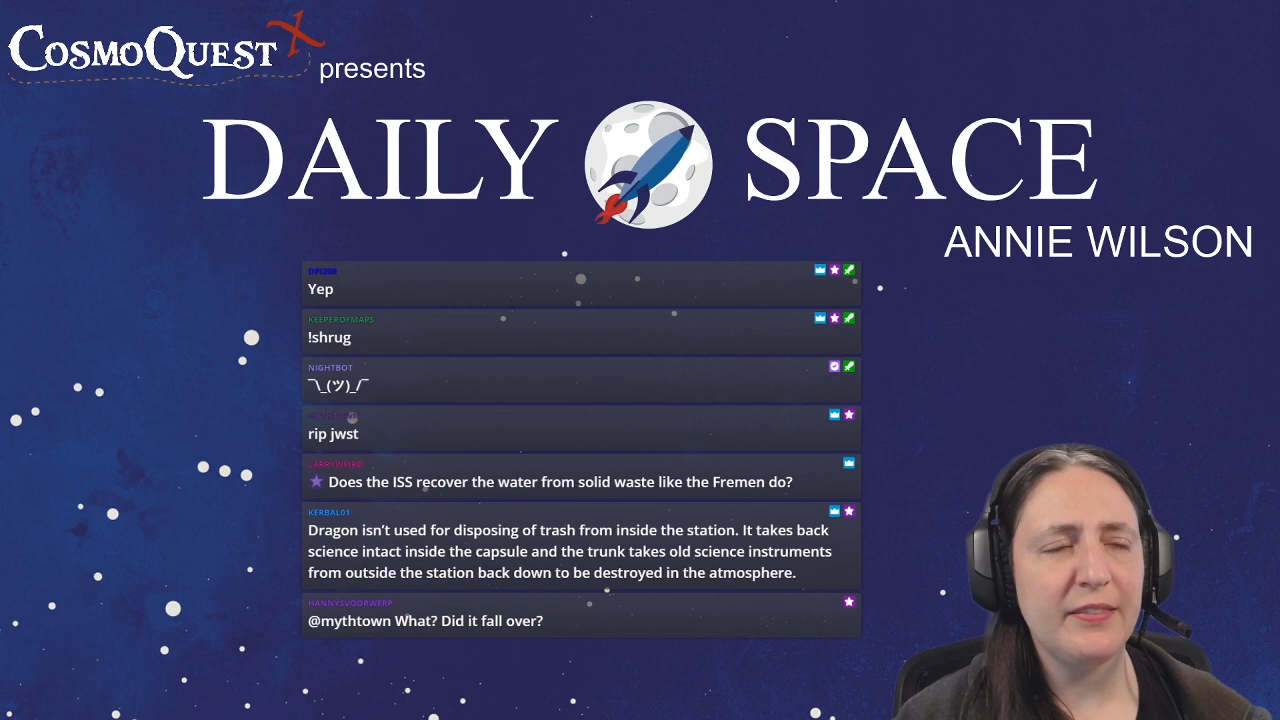 COSMOQUESTX presents
DAILY SPACE
ANNIE WILSON
DPI209
Yep
KEEPEROFMAPS
!shrug
NIGHTBOT
¯\_(ツ)_/¯
rip jwst
LARRYWEIRD
Does the ISS recover the water from solid waste like the Fremen do?
KERBAL01
Dragon isn't used for disposing of trash from inside the station. It takes back
science intact inside the capsule and the trunk takes old science instruments
from outside the station back down to be destroyed in the atmosphere.
HANNYSVOORWERP
@mythtown What? Did it fall over?